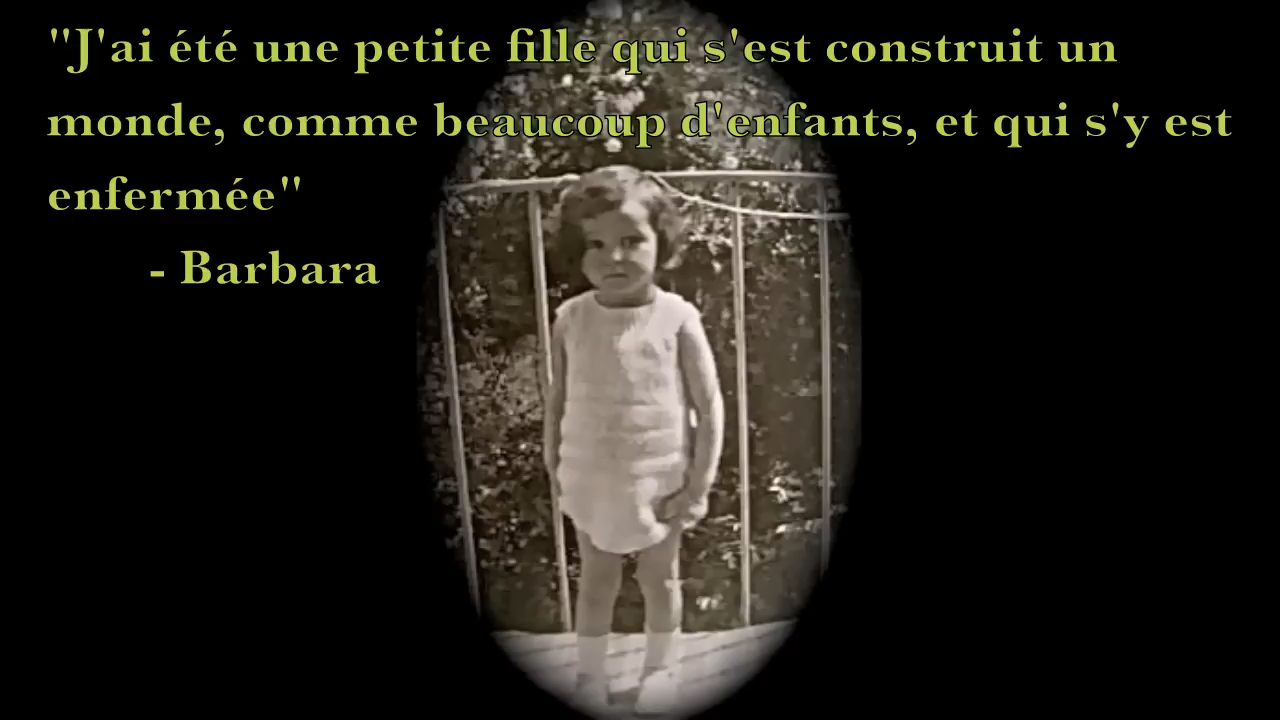 "J'ai été une petite fille qui s'est construit un
monde, comme beaucoup d'enfants, et qui s'y est
enfermée"
- Barbara